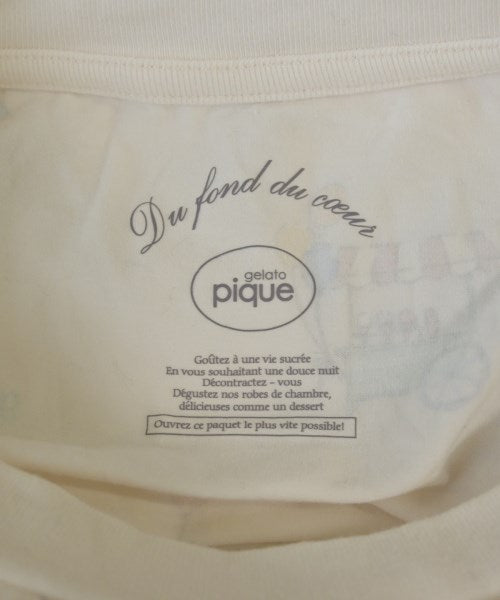 Du fond du cœur
gelato
pique
Goûtez à une vie sucrée
En vous souhaitant une douce nuit
Décontractez – vous
Dégustez nos robes de chambre,
délicieuses comme un dessert
Ouvrez ce paquet le plus vite possible!